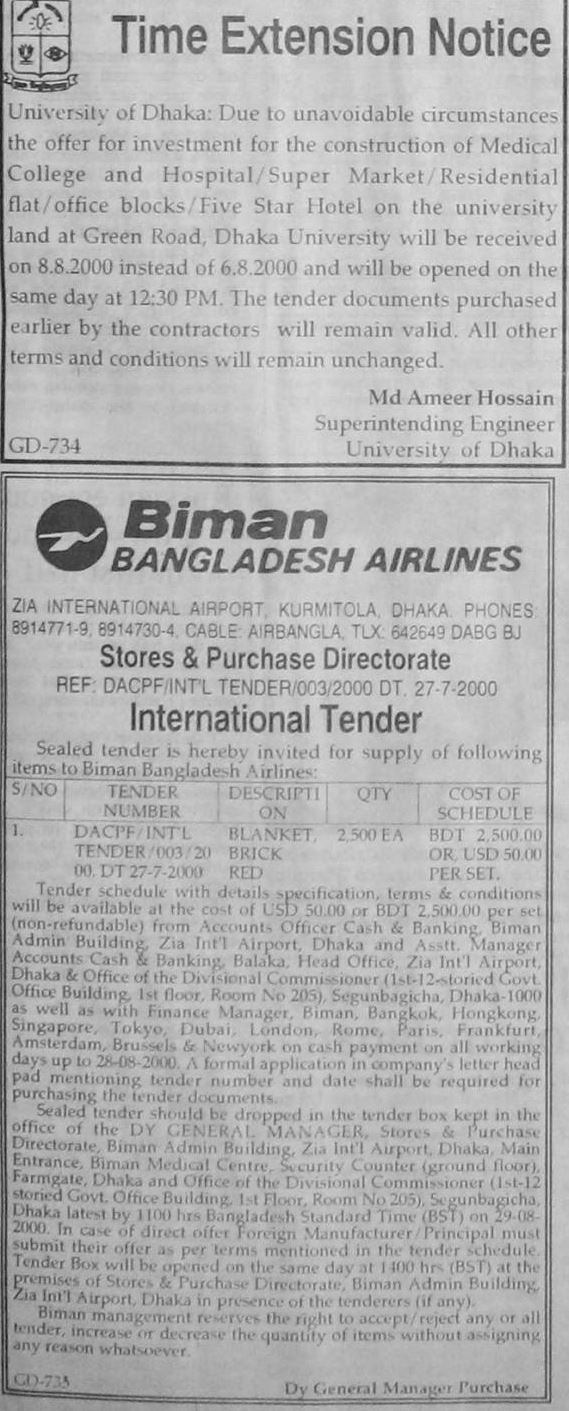 Time Extension Notice
University of Dhaka: Due to unavoidable circumstances
the offer for investment for the construction of Medical
College and Hospital/Super Market/Residential
flat/office blocks/Five Star Hotel on the university
land at Green Road, Dhaka University will be received
on 8.8.2000 instead of 6.8.2000 and will be opened on the
same day at 12:30 PM. The tender documents purchased
earlier by the contractors will remain valid. All other
terms and conditions will remain unchanged.
Md Ameer Hossain
Superintending Engineer
GD-734 University of Dhaka
Biman
BANGLADESH AIRLINES
ZIA INTERNATIONAL AIRPORT, KURMITOLA, DHAKA. PHONES:
8914771-9, 8914730-4, CABLE: AIRBANGLA, TLX: 642649 DABG BJ
Stores & Purchase Directorate
REF: DACPF/INT'L TENDER/003/2000 DT. 27-7-2000
International Tender
Sealed tender is hereby invited for supply of following
items to Biman Bangladesh Airlines:
S/NO TENDER DESCRIPTI QTY COST OF
NUMBER ON SCHEDULE
1. DACPF/INT'L BLANKET, 2,500 EA BDT 2,500.00
TENDER/003/20 BRICK OR, USD 50.00
00. DT 27-7-2000 RED PER SET.
Tender schedule with details specification, terms & conditions
will be available at the cost of USD 50.00 or BDT 2,500.00 per set
(non-refundable) from Accounts Officer Cash & Banking, Biman
Admin Building, Zia Int'l Airport, Dhaka and Asstt. Manager
Accounts Cash & Banking, Balaka, Head Office, Zia Int'l Airport,
Dhaka & Office of the Divisional Commissioner (1st-12-storied Govt.
Office Building, 1st floor, Room No 205), Segunbagicha, Dhaka-1000
as well as with Finance Manager, Biman, Bangkok, Hongkong,
Singapore, Tokyo, Dubai, London, Rome, Paris, Frankfurt,
Amsterdam, Brussels & Newyork on cash payment on all working
days up to 28-08-2000. A formal application in company's letter head
pad mentioning tender number and date shall be required for
purchasing the tender documents.
Sealed tender should be dropped in the tender box kept in the
office of the DY GENERAL MANAGER, Stores & Purchase
Directorate, Biman Admin Building, Zia Int'l Airport, Dhaka, Main
Entrance, Biman Medical Centre, Security Counter (ground floor),
Farmgate, Dhaka and Office of the Divisional Commissioner (1st-12
storied Govt. Office Building, 1st Floor, Room No 205), Segunbagicha,
Dhaka latest by 1100 hrs Bangladesh Standard Time (BST) on 29-08-
2000. In case of direct offer Foreign Manufacturer/Principal must
submit their offer as per terms mentioned in the tender schedule.
Tender Box will be opened on the same day at 1400 hrs (BST) at the
premises of Stores & Purchase Directorate, Biman Admin Building,
Zia Int'l Airport, Dhaka in presence of the tenderers (if any).
Biman management reserves the right to accept/reject any or all
tender, increase or decrease the quantity of items without assigning
any reason whatsoever.
GD-735 Dy General Manager Purchase